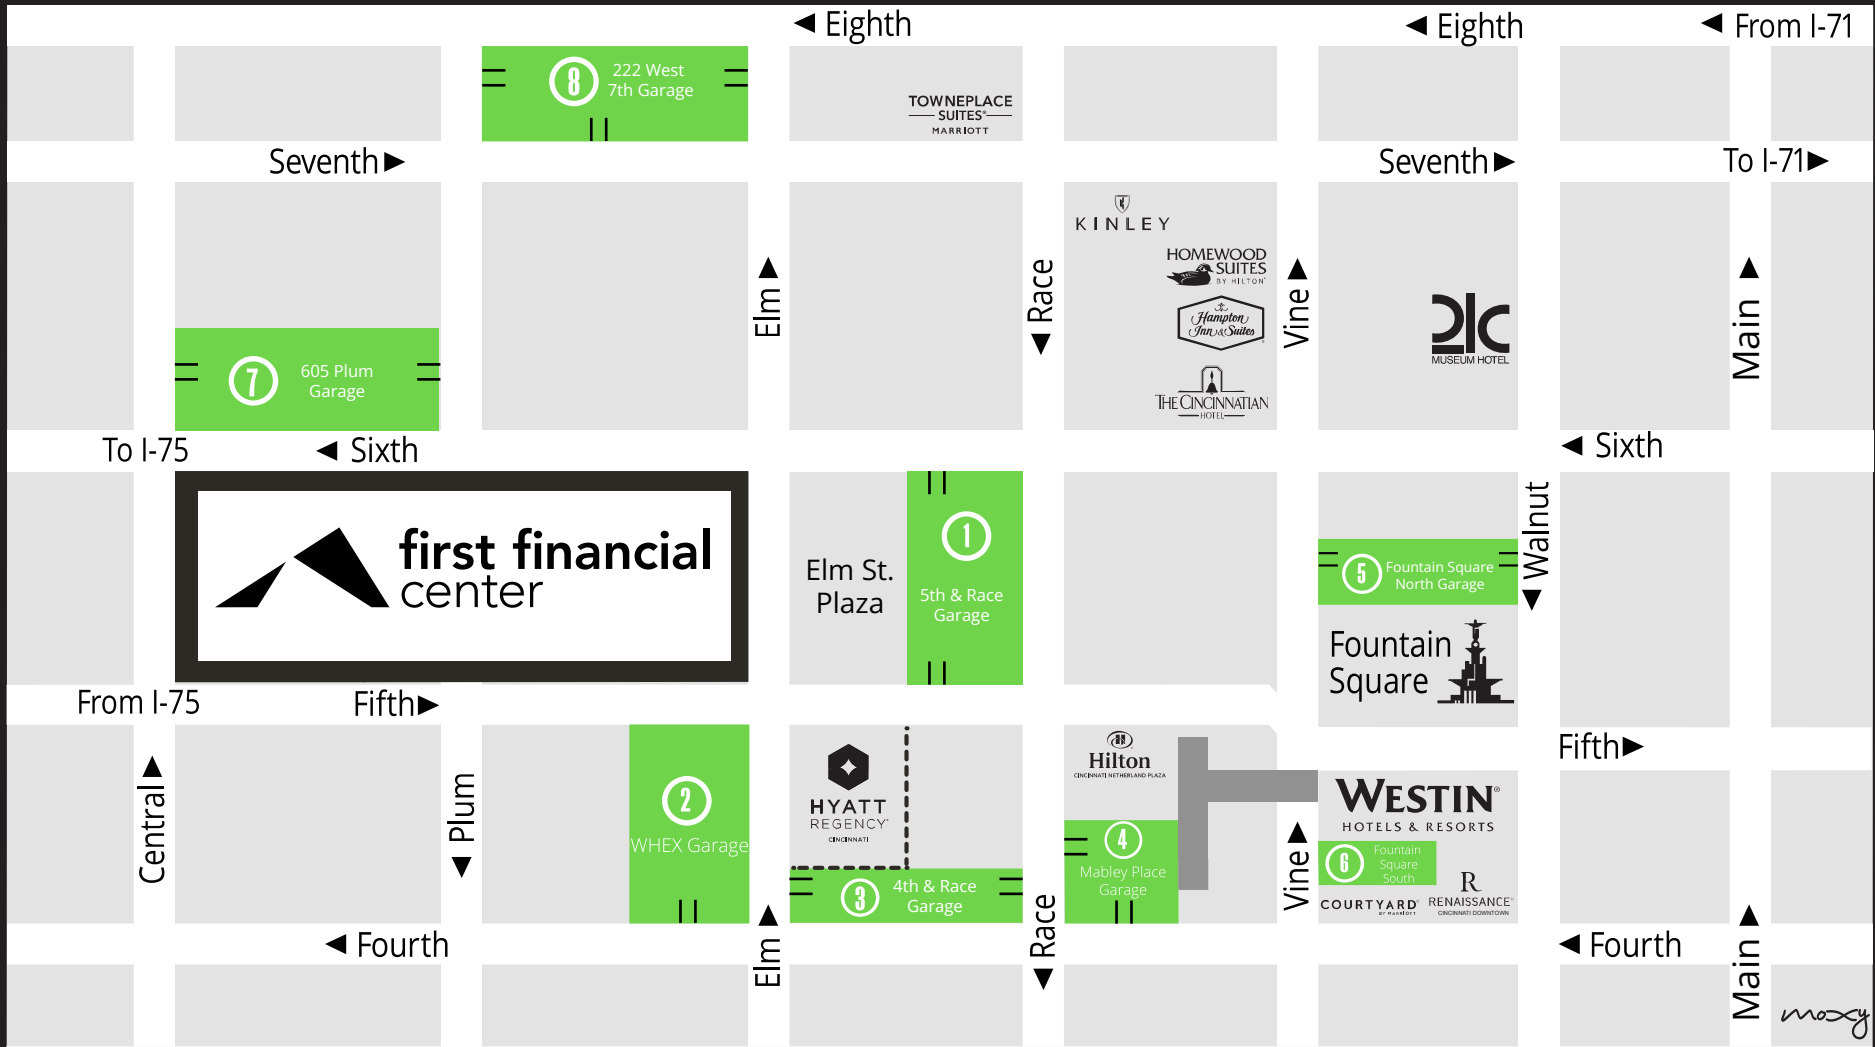 ◄ Eighth
◄ Eighth
◄ From I-71
8
222 West
7th Garage
TOWNEPLACE
SUITES®
MARRIOTT
Seventh ►
Seventh ►
To I-71 ►
KINLEY
HOMEWOOD
SUITES
BY HILTON
Hampton
Inn & Suites
THE CINCINNATIAN
HOTEL
Elm ►
◄ Race
Vine ►
21c
MUSEUM HOTEL
Main ►
7
605 Plum
Garage
To I-75
◄ Sixth
◄ Sixth
first financial
center
Elm St.
Plaza
1
5th & Race
Garage
5
Fountain Square
North Garage
◄ Walnut
Fountain
Square
From I-75
Fifth ►
Fifth ►
Central ►
◄ Plum
2
WHEX Garage
HYATT
REGENCY®
CINCINNATI
Hilton
CINCINNATI NETHERLAND PLAZA
WESTIN®
HOTELS & RESORTS
3
4th & Race
Garage
4
Mabley Place
Garage
Vine ►
6
Fountain
Square
South
COURTYARD®
BY MARRIOTT
R
RENAISSANCE®
CINCINNATI DOWNTOWN
◄ Fourth
Elm ►
◄ Race
◄ Fourth
Main ►
moxy